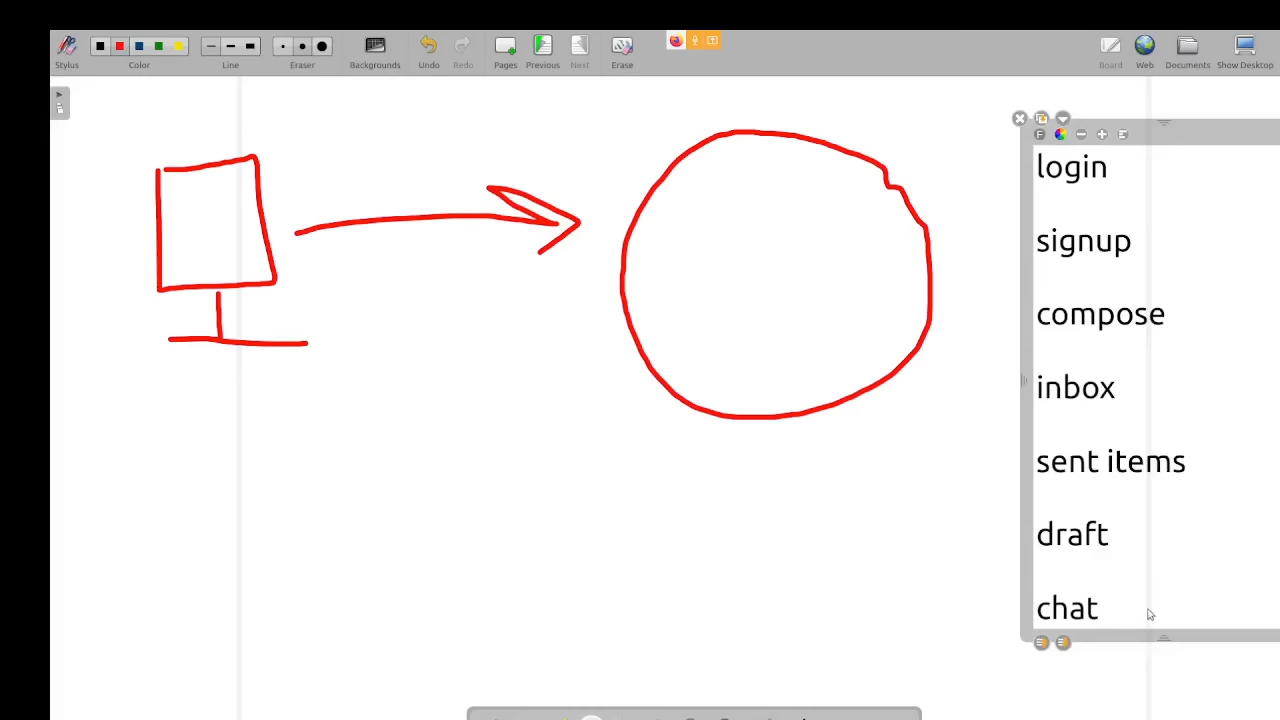 Stylus
Color
Line
Eraser
Backgrounds
Undo
Redo
Pages
Previous
Next
Erase
Board
Web
Documents
Show Desktop
F
login
signup
compose
inbox
sent items
draft
chat